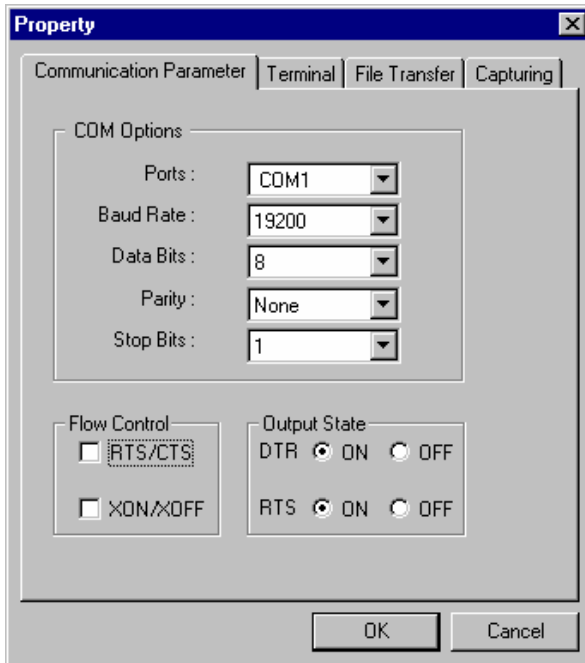 Property
Communication Parameter Terminal File Transfer Capturing
COM Options
Ports : COM1
Baud Rate : 19200
Data Bits : 8
Parity : None
Stop Bits : 1
Flow Control
RTS/CTS
XON/XOFF
Output State
DTR ON OFF
RTS ON OFF
OK Cancel